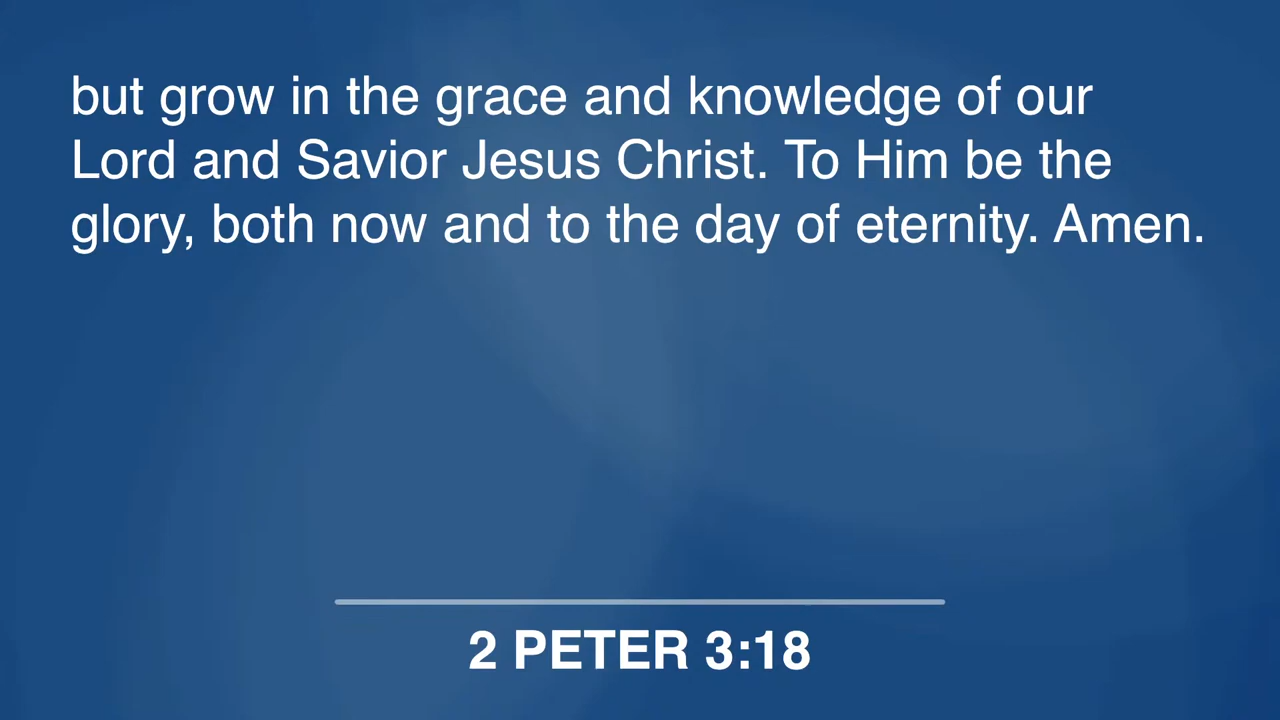 but grow in the grace and knowledge of our
Lord and Savior Jesus Christ. To Him be the
glory, both now and to the day of eternity. Amen.
2 PETER 3:18